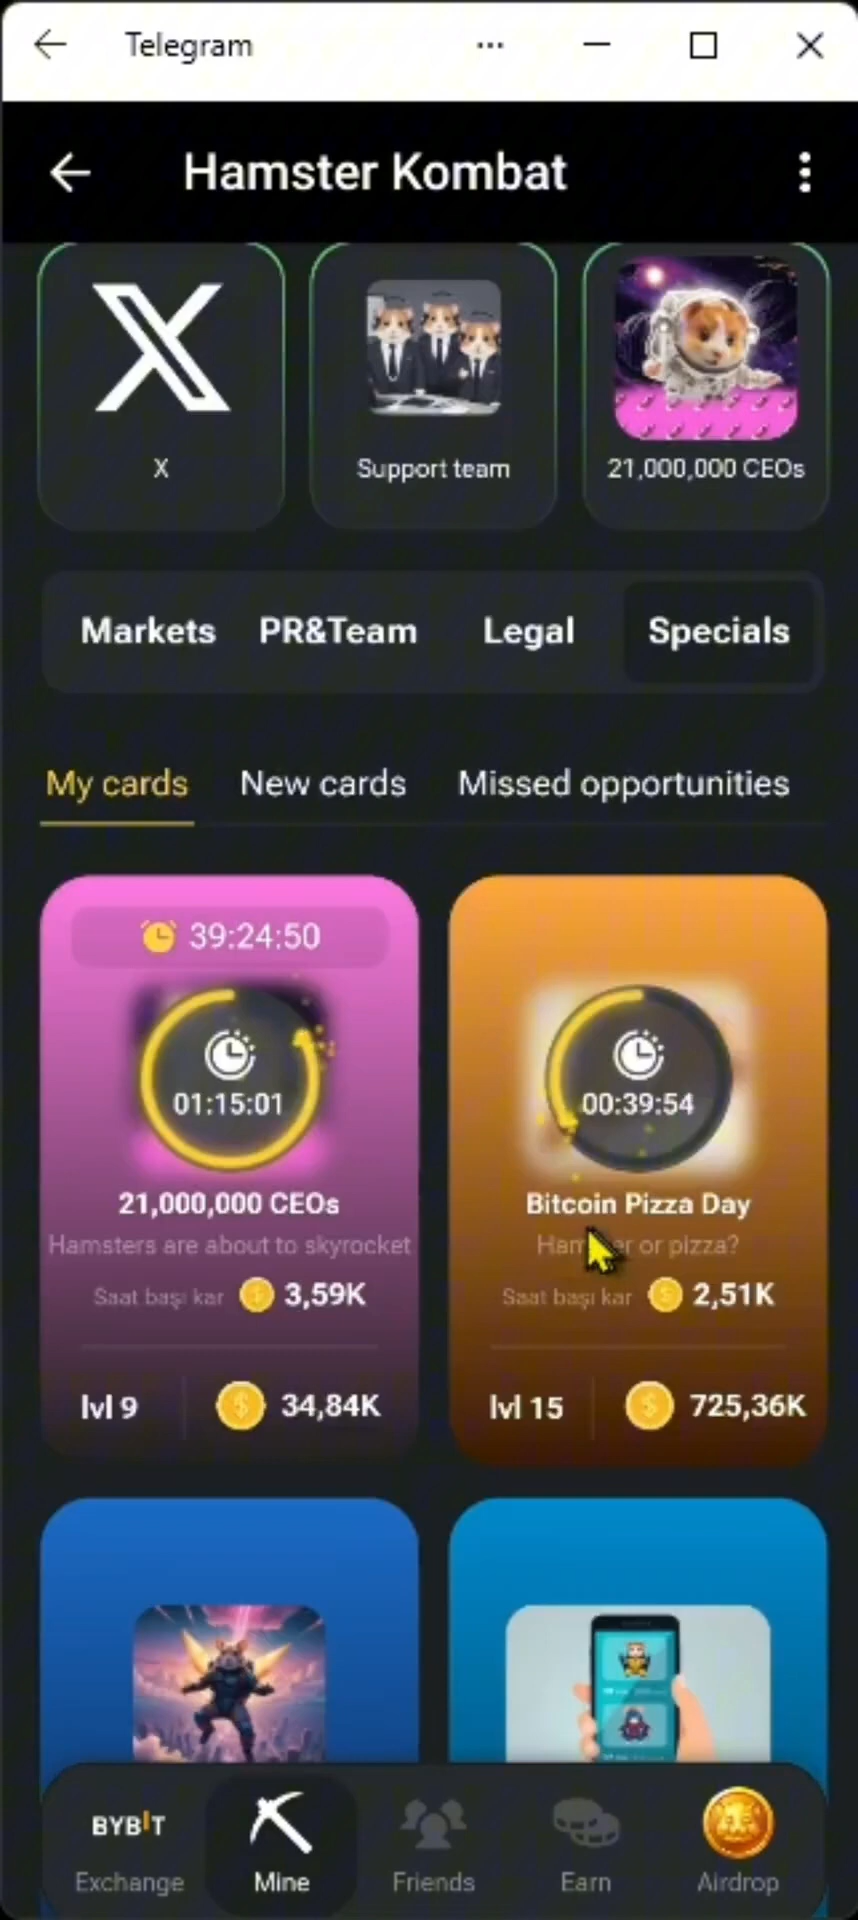 Telegram
Hamster Kombat
X
Support team
21,000,000 CEOs
Markets PR&Team Legal Specials
My cards New cards Missed opportunities
39:24:50
01:15:01
21,000,000 CEOs
Hamsters are about to skyrocket
Saat başı kar 3,59K
lvl 9 34,84K
00:39:54
Bitcoin Pizza Day
or pizza?
Saat başı kar 2,51K
lvl 15 725,36K
BYBIT
Exchange
Mine
Friends
Earn
Airdrop